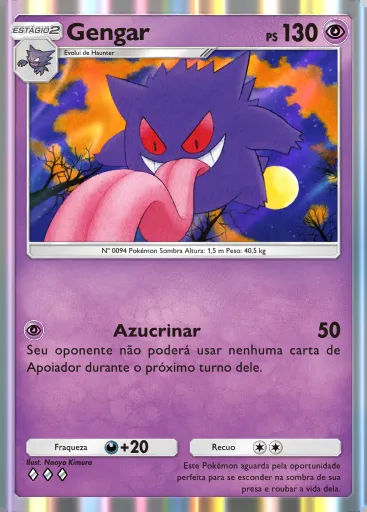 ESTÁGIO 2
Gengar
PS 130
Evolui de Haunter
Nº 0094 Pokémon Sombra Altura: 1,5 m Peso: 40,5 kg
Azucrinar 50
Seu oponente não poderá usar nenhuma carta de
Apoiador durante o próximo turno dele.
Fraqueza +20
Recuo
Ilust. Naoyo Kimura
Este Pokémon aguarda pela oportunidade
perfeita para se esconder na sombra de sua
presa e roubar a vida dela.